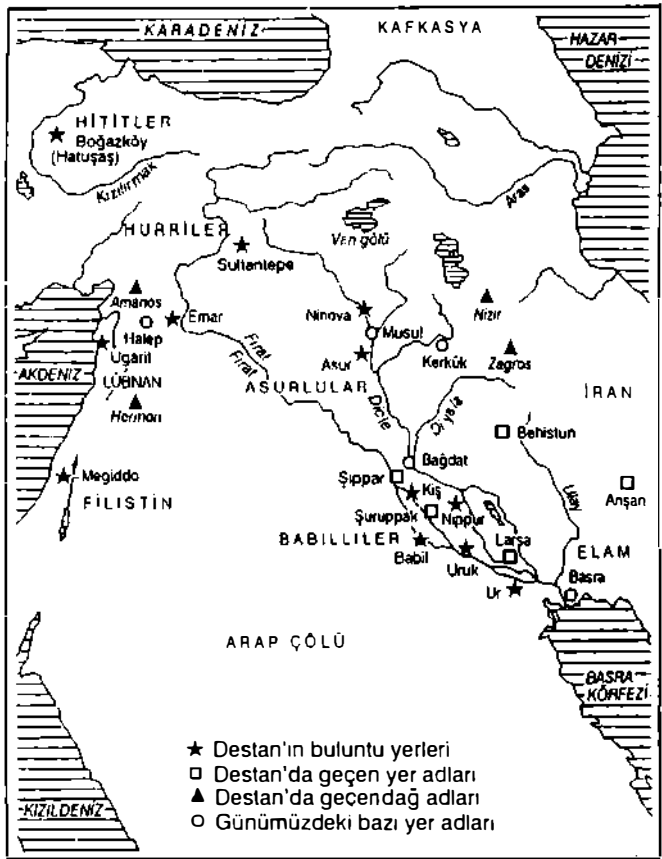 KARADENİZ
KAFKASYA
HAZAR
DENİZİ
HİTİTLER
Boğazköy
(Hatuşaş)
Kızılırmak
Aras
HURRİLER
Van gölü
Sultantepe
Amanos
Nizir
Ninova
Emar
Musul
Halep
Fırat
Ugarit
Fırat
Asur
Kerkük
Zagros
AKDENİZ
LÜBNAN
ASURLULAR
Dicle
İRAN
Hermon
Diyala
Behistun
Bağdat
Megiddo
Şippar
Kiş
Ulay
Anşan
FİLİSTİN
Şuruppak
Nippur
BABİLLİLER
Babil
Larsa
ELAM
Uruk
Basra
Ur
ARAP ÇÖLÜ
BASRA
KÖRFEZİ
★ Destan'ın buluntu yerleri
□ Destan'da geçen yer adları
▲ Destan'da geçendağ adları
○ Günümüzdeki bazı yer adları
KIZILDENİZ